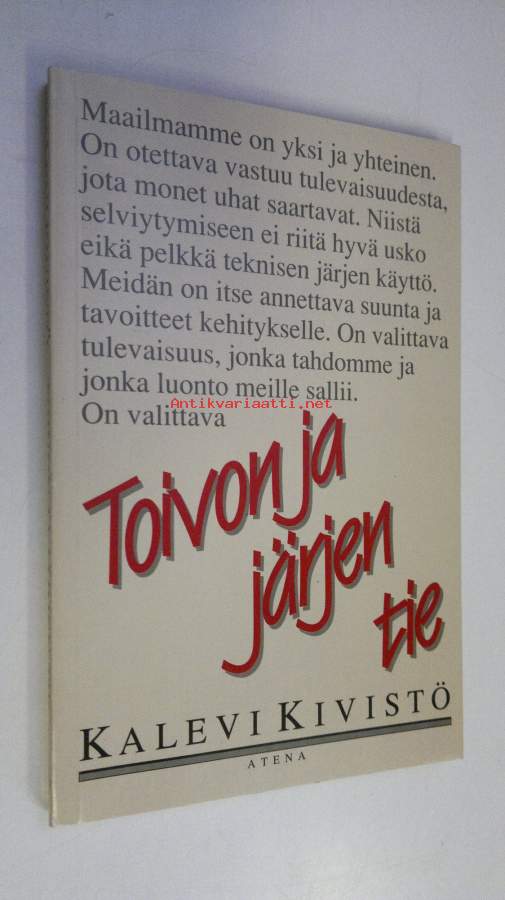 Maailmamme on yksi ja yhteinen.
On otettava vastuu tulevaisuudesta,
jota monet uhat saartavat. Niistä
selviytymiseen ei riitä hyvä usko
eikä pelkkä teknisen järjen käyttö.
Meidän on itse annettava suunta ja
tavoitteet kehitykselle. On valittava
tulevaisuus, jonka tahdomme ja
jonka luonto meille sallii.
Antikvariaatti.net
On valittava
Toivon ja
järjen
tie
KALEVI KIVISTÖ
ATENA